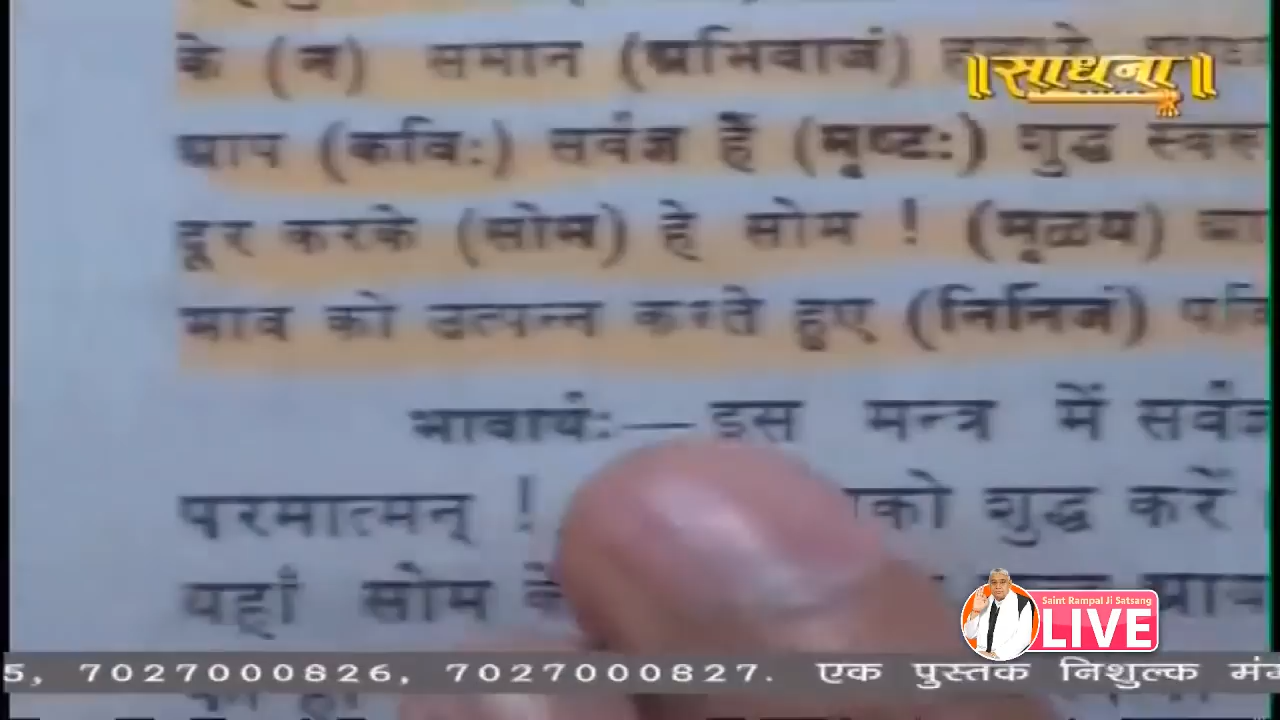 के (न) समान (अभिवाजं)
॥साधना॥
आप (कविः) सर्वज्ञ हैं (मृष्टः) शुद्ध
दूर करके (सोम) हे सोम ! (मृळय)
भाव को उत्पन्न करते हुए (निर्निजं)
भावार्थः—इस मन्त्र में
परमात्मन् ! शुद्ध करें
यहाँ सोम
Saint Rampal Ji Satsang
LIVE
5, 7027000826, 7027000827. एक पुस्तक निशुल्क